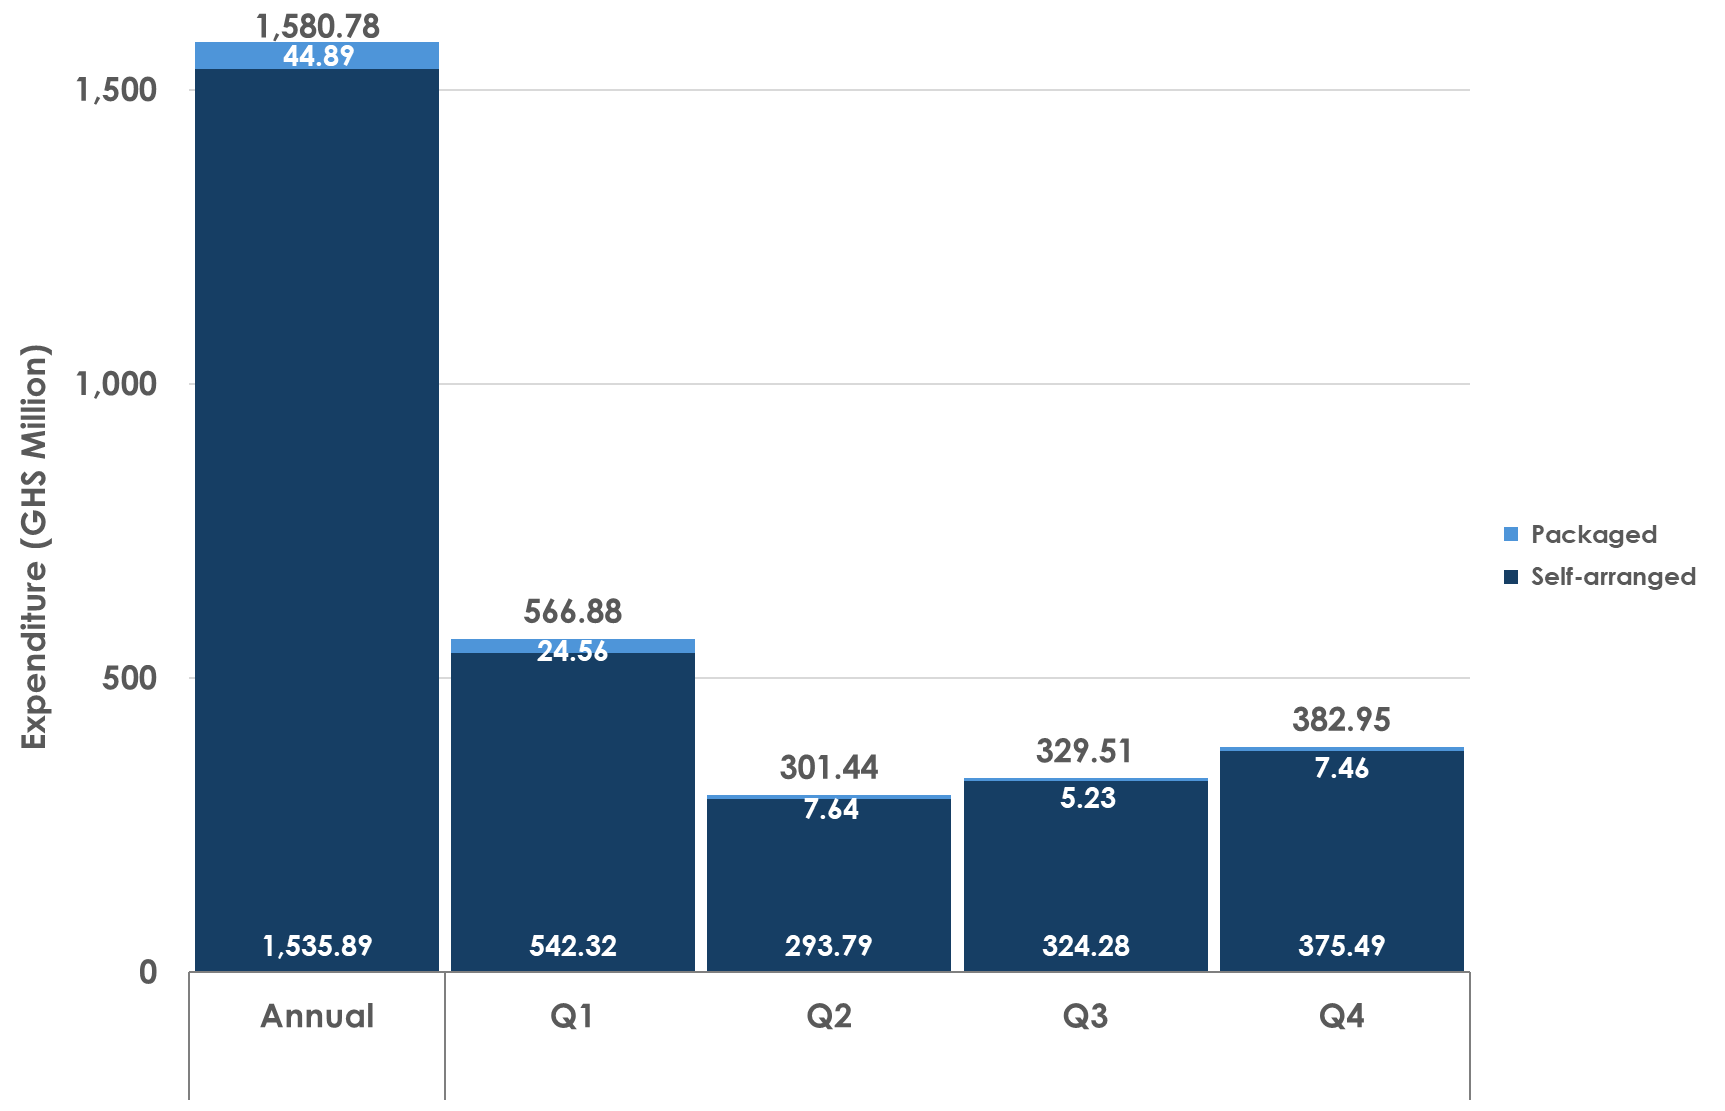 1,580.78
44.89
1,500
1,000
500
0
Expenditure (GHS Million)
566.88
24.56
301.44
7.64
329.51
5.23
382.95
7.46
1,535.89
542.32
293.79
324.28
375.49
Annual
Q1
Q2
Q3
Q4
Packaged
Self-arranged